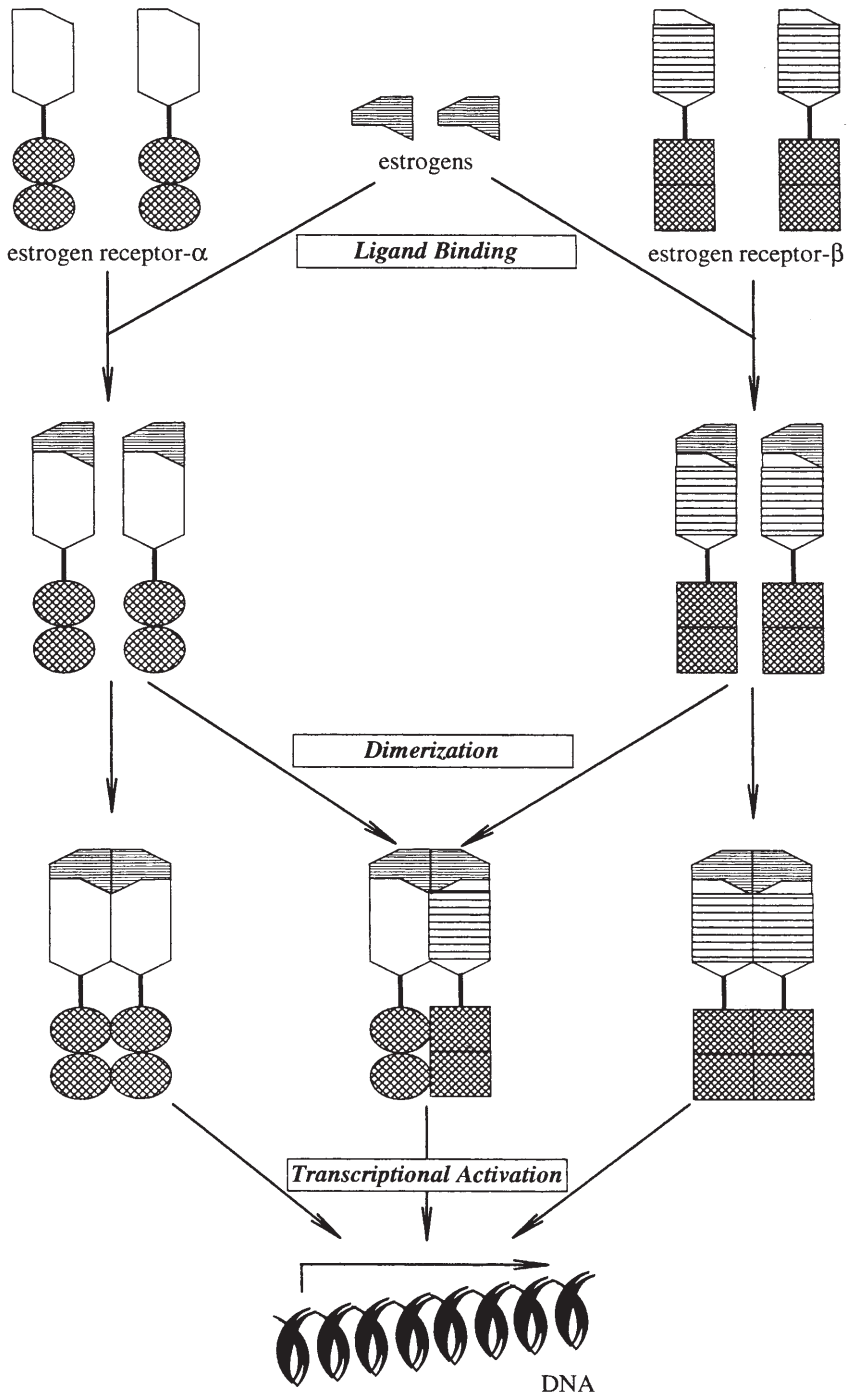 estrogens
estrogen receptor-α
Ligand Binding
estrogen receptor-β
Dimerization
Transcriptional Activation
DNA